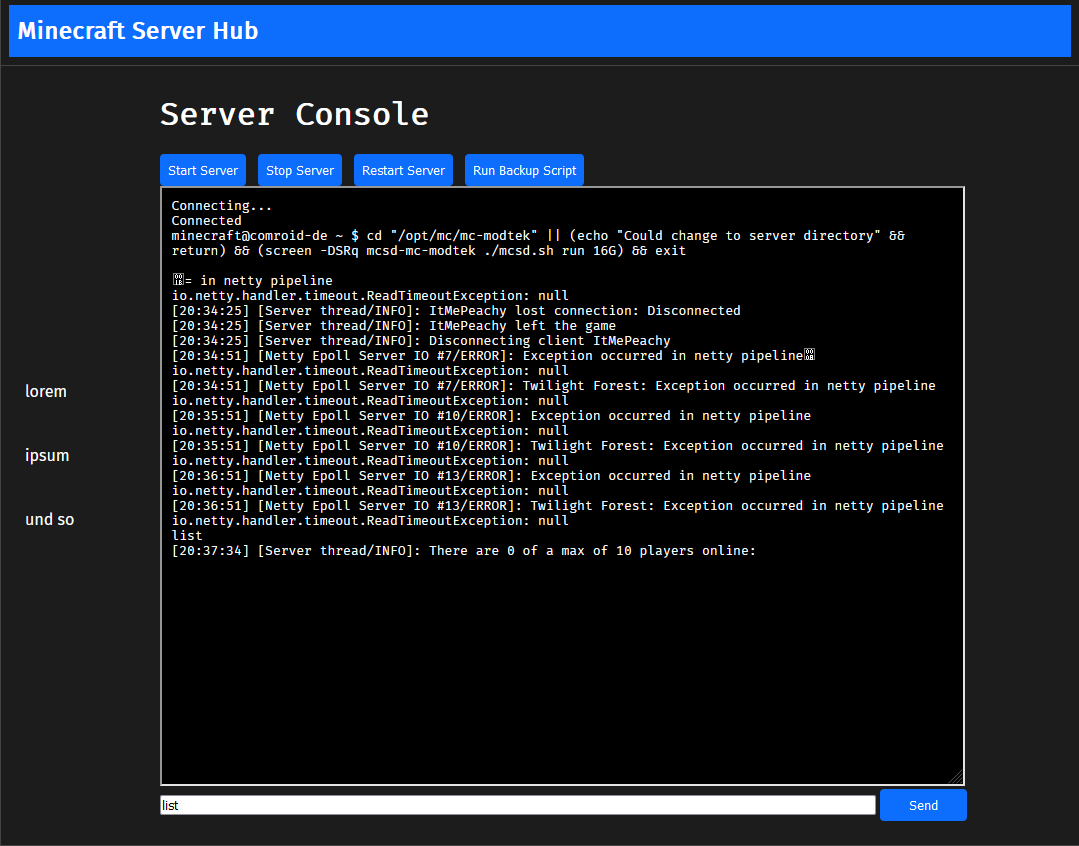 Minecraft Server Hub
Server Console
Start Server Stop Server Restart Server Run Backup Script
Connecting...
Connected
minecraft@comroid-de ~ $ cd "/opt/mc/mc-modtek" || (echo "Could change to server directory" &&
return) && (screen -DSRq mcsd-mc-modtek ./mcsd.sh run 16G) && exit
= in netty pipeline
io.netty.handler.timeout.ReadTimeoutException: null
[20:34:25] [Server thread/INFO]: ItMePeachy lost connection: Disconnected
[20:34:25] [Server thread/INFO]: ItMePeachy left the game
[20:34:25] [Server thread/INFO]: Disconnecting client ItMePeachy
[20:34:51] [Netty Epoll Server IO #7/ERROR]: Exception occurred in netty pipeline
io.netty.handler.timeout.ReadTimeoutException: null
[20:34:51] [Netty Epoll Server IO #7/ERROR]: Twilight Forest: Exception occurred in netty pipeline
io.netty.handler.timeout.ReadTimeoutException: null
[20:35:51] [Netty Epoll Server IO #10/ERROR]: Exception occurred in netty pipeline
io.netty.handler.timeout.ReadTimeoutException: null
[20:35:51] [Netty Epoll Server IO #10/ERROR]: Twilight Forest: Exception occurred in netty pipeline
io.netty.handler.timeout.ReadTimeoutException: null
[20:36:51] [Netty Epoll Server IO #13/ERROR]: Exception occurred in netty pipeline
io.netty.handler.timeout.ReadTimeoutException: null
[20:36:51] [Netty Epoll Server IO #13/ERROR]: Twilight Forest: Exception occurred in netty pipeline
io.netty.handler.timeout.ReadTimeoutException: null
list
[20:37:34] [Server thread/INFO]: There are 0 of a max of 10 players online:
lorem
ipsum
und so
list
Send